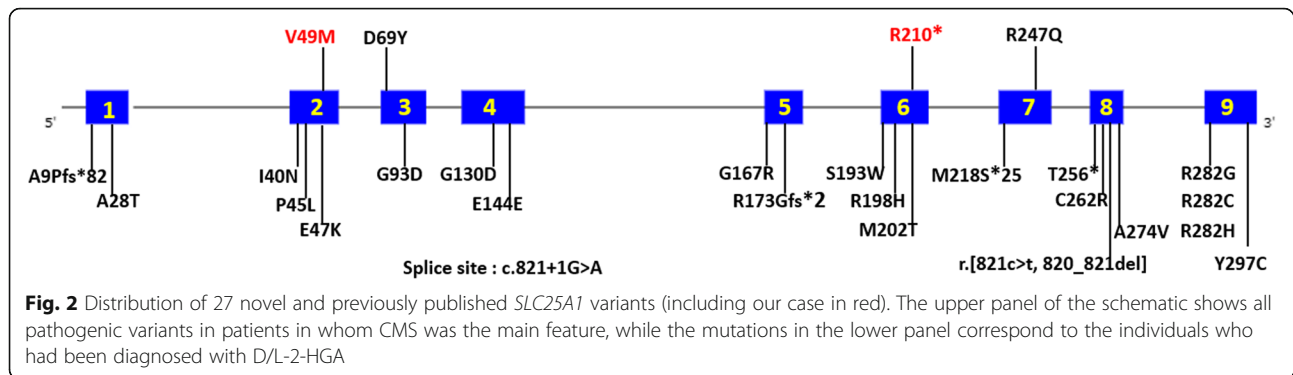 V49M D69Y R210* R247Q
1 2 3 4 5 6 7 8 9
5' 3'
A9Pfs*82 I40N G93D G130D G167R S193W M218S*25 T256* R282G
A28T P45L E144E R173Gfs*2 R198H C262R R282C
E47K M202T A274V R282H
Splice site : c.821+1G>A r.[821c>t, 820_821del] Y297C
Fig. 2 Distribution of 27 novel and previously published SLC25A1 variants (including our case in red). The upper panel of the schematic shows all
pathogenic variants in patients in whom CMS was the main feature, while the mutations in the lower panel correspond to the individuals who
had been diagnosed with D/L-2-HGA